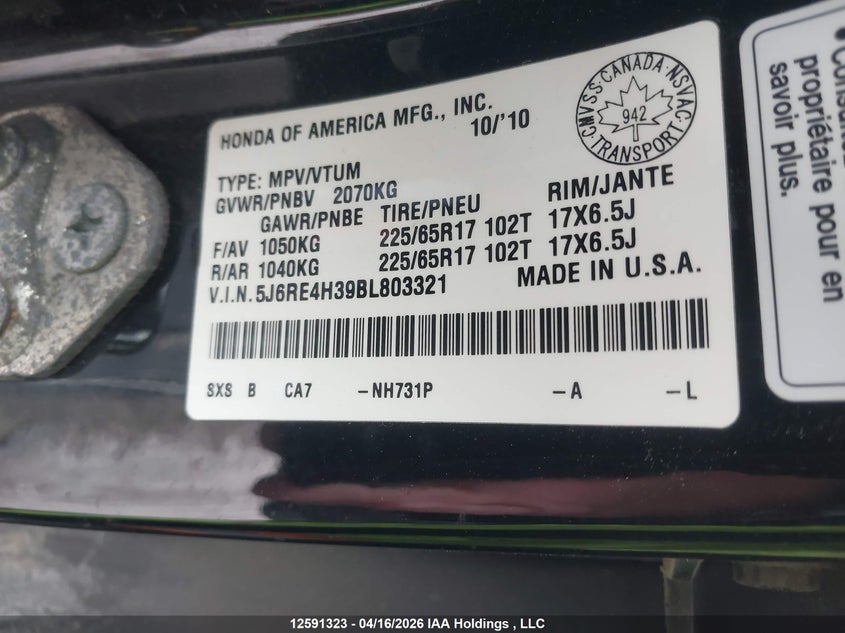 HONDA OF AMERICA MFG., INC.
10/'10
CMVSS·CANADA·NSVAC
942
TRANSPORT
TYPE: MPV/VTUM
GVWR/PNBV 2070KG
GAWR/PNBE TIRE/PNEU RIM/JANTE
F/AV 1050KG 225/65R17 102T 17X6.5J
R/AR 1040KG 225/65R17 102T 17X6.5J
V.I.N. 5J6RE4H39BL803321 MADE IN U.S.A.
SXS B CA7 -NH731P -A -L
propriétaire pour en
savoir plus.
12591323 - 04/16/2026 IAA Holdings , LLC